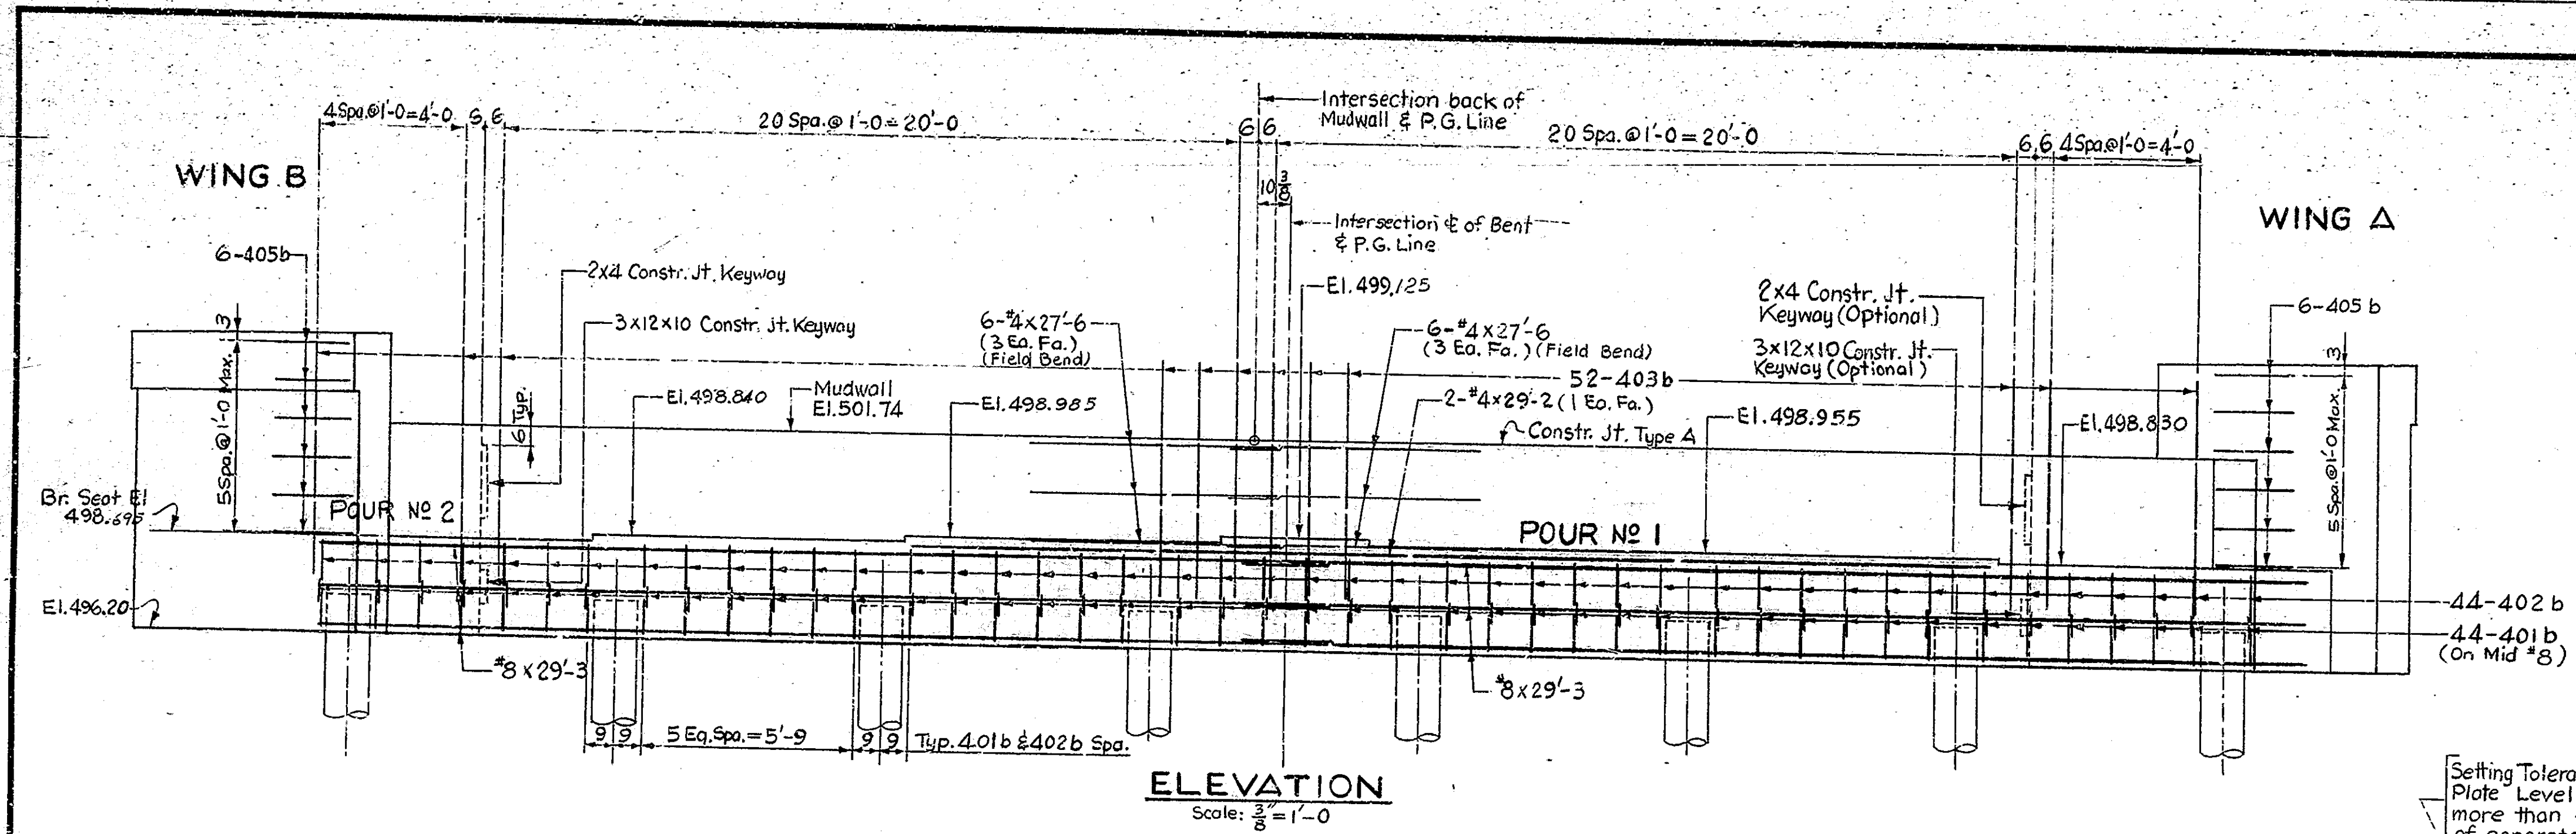 4 Spa.@1'-0=4'-0
6
6
20 Spa.@ 1'-0=20'-0
6
6
Intersection back of
Mudwall & P.G. Line
20 Spa.@1'-0=20'-0
6
6
4 Spa.@1'-0=4'-0
WING B
WING A
10 3/8
Intersection ℄ of Bent
& P.G. Line
6-405b
2x4 Constr. Jt. Keyway
El. 499.125
2x4 Constr. Jt.
Keyway (Optional)
6-405 b
3
3x12x10 Constr. Jt. Keyway
6-#4x27'-6
(3 Ea. Fa.)
(Field Bend)
6-#4x27'-6
(3 Ea. Fa.) (Field Bend)
3x12x10 Constr. Jt.
Keyway (Optional)
3
5 Spa.@1'-0 Max.
52-403b
El. 498.840
Mudwall
El. 501.74
El. 498.985
2-#4x29'-2 (1 Ea. Fa.)
El. 498.955
El. 498.830
6 Typ.
Constr. Jt. Type A
5 Spa.@1'-0 Max.
Br. Seat El
498.695
POUR Nº 2
POUR Nº 1
El. 496.20
44-402 b
44-401 b
(On Mid #8)
#8 x 29'-3
#8 x 29'-3
9
9
5 Eq. Spa.=5'-9
9
9
Typ. 401b & 402b Spa.
ELEVATION
Scale: 3/8"=1'-0
Setting Tolera
Plate Level
more than